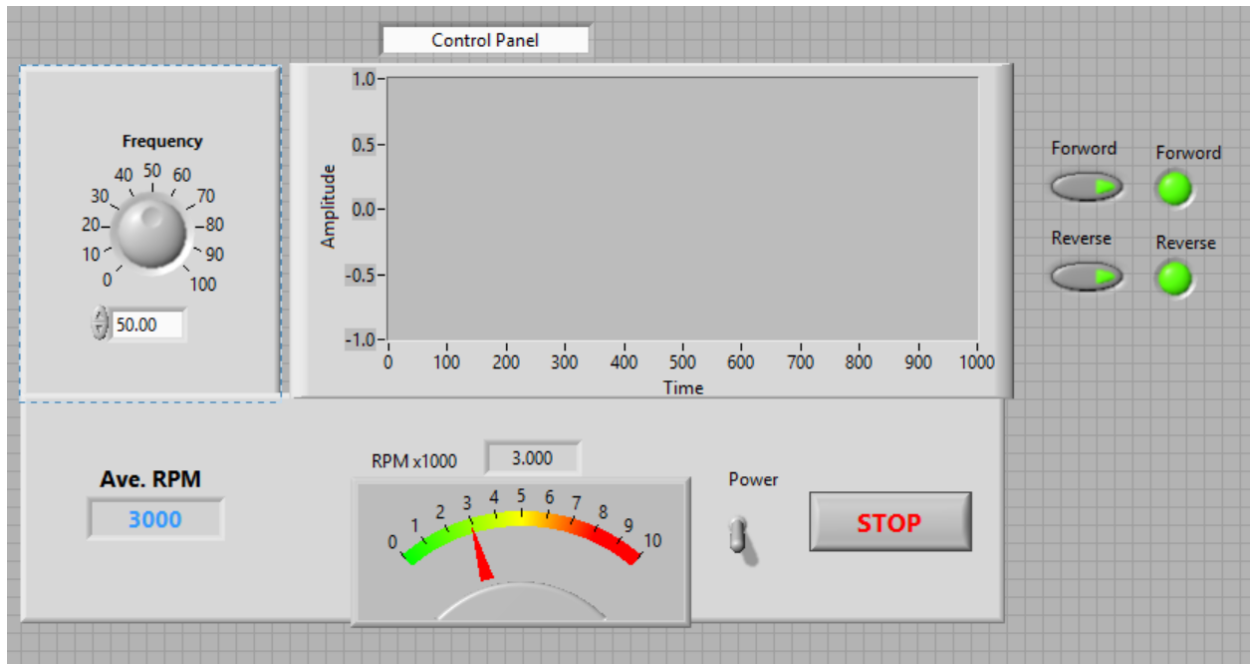 Control Panel
Frequency
0 10 20 30 40 50 60 70 80 90 100
50.00
Amplitude
1.0
0.5
0.0
-0.5
-1.0
0 100 200 300 400 500 600 700 800 900 1000
Time
Forword Forword
Reverse Reverse
Ave. RPM
3000
RPM x1000 3.000
0 1 2 3 4 5 6 7 8 9 10
Power
STOP